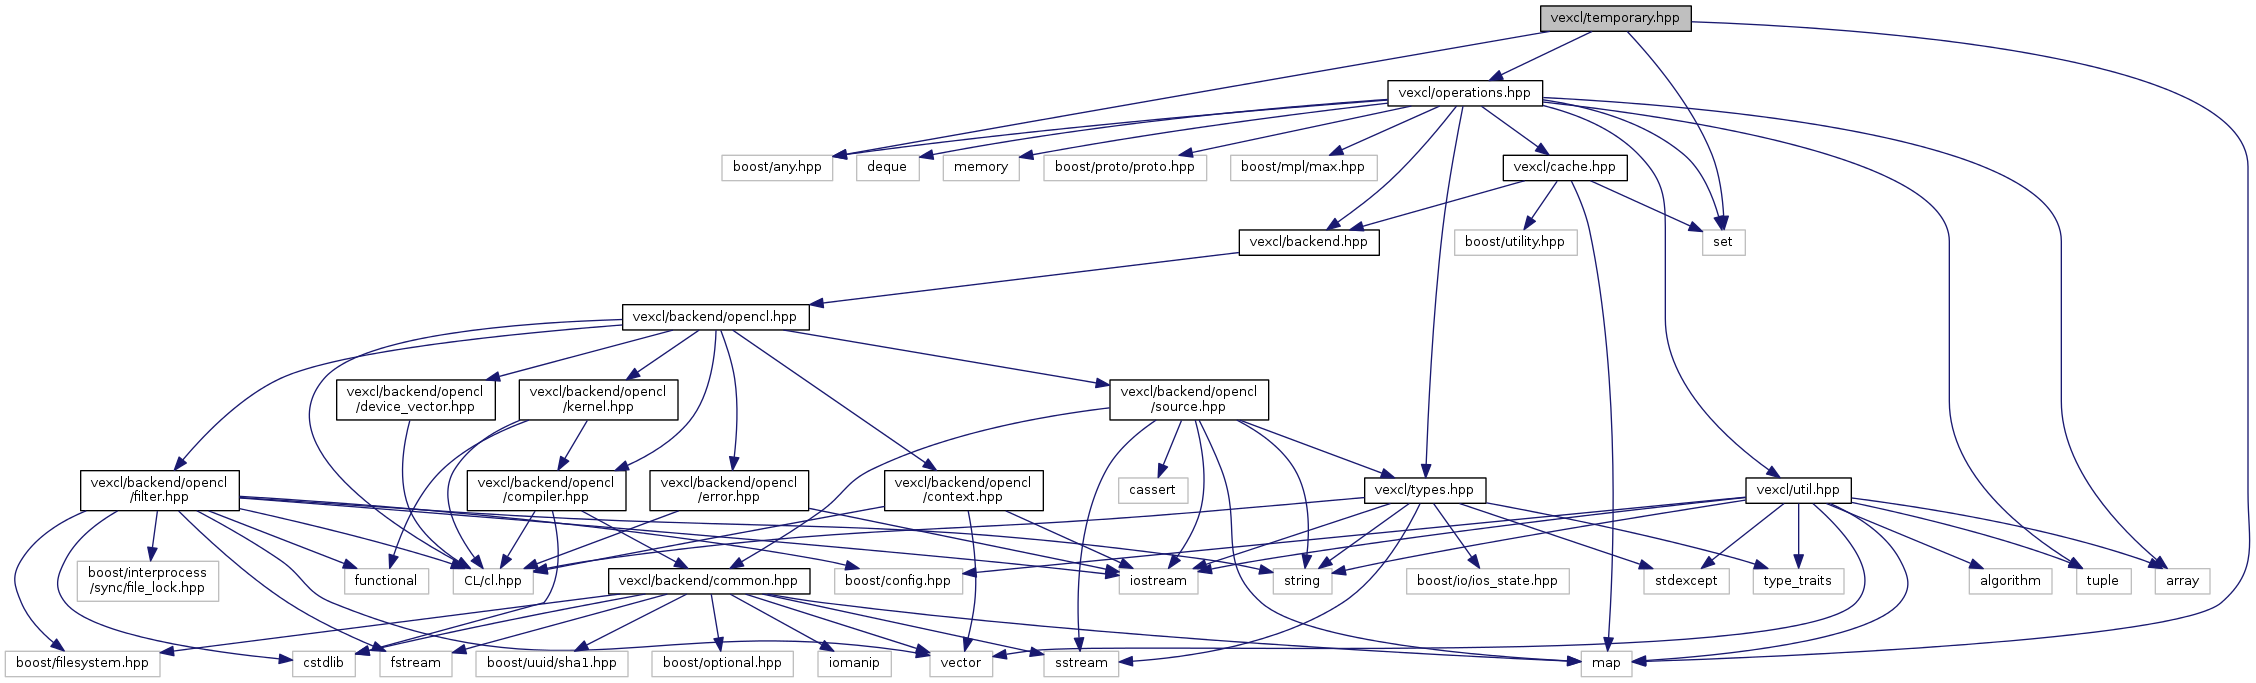 vexcl/temporary.hpp
vexcl/operations.hpp
boost/any.hpp
deque
memory
boost/proto/proto.hpp
boost/mpl/max.hpp
vexcl/cache.hpp
vexcl/backend.hpp
boost/utility.hpp
set
vexcl/backend/opencl.hpp
vexcl/backend/opencl
/device_vector.hpp
vexcl/backend/opencl
/kernel.hpp
vexcl/backend/opencl
/source.hpp
vexcl/backend/opencl
/filter.hpp
vexcl/backend/opencl
/compiler.hpp
vexcl/backend/opencl
/error.hpp
vexcl/backend/opencl
/context.hpp
cassert
vexcl/types.hpp
vexcl/util.hpp
boost/interprocess
/sync/file_lock.hpp
functional
CL/cl.hpp
vexcl/backend/common.hpp
boost/config.hpp
iostream
string
boost/io/ios_state.hpp
stdexcept
type_traits
algorithm
tuple
array
boost/filesystem.hpp
cstdlib
fstream
boost/uuid/sha1.hpp
boost/optional.hpp
iomanip
vector
sstream
map